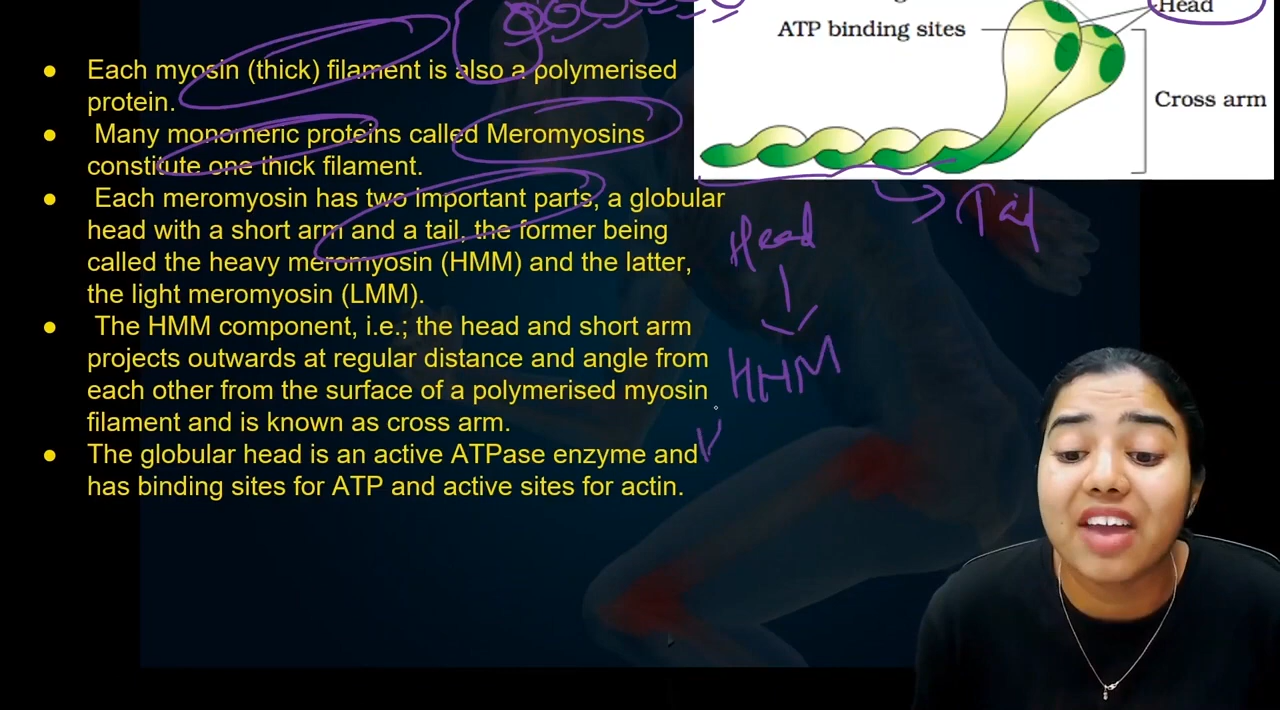 Head
ATP binding sites
Cross arm
● Each myosin (thick) filament is also a polymerised
protein.
● Many monomeric proteins called Meromyosins
constitute one thick filament.
● Each meromyosin has two important parts, a globular
head with a short arm and a tail, the former being
called the heavy meromyosin (HMM) and the latter,
the light meromyosin (LMM).
● The HMM component, i.e.; the head and short arm
projects outwards at regular distance and angle from
each other from the surface of a polymerised myosin
filament and is known as cross arm.
● The globular head is an active ATPase enzyme and
has binding sites for ATP and active sites for actin.
Tail
Head
HHM